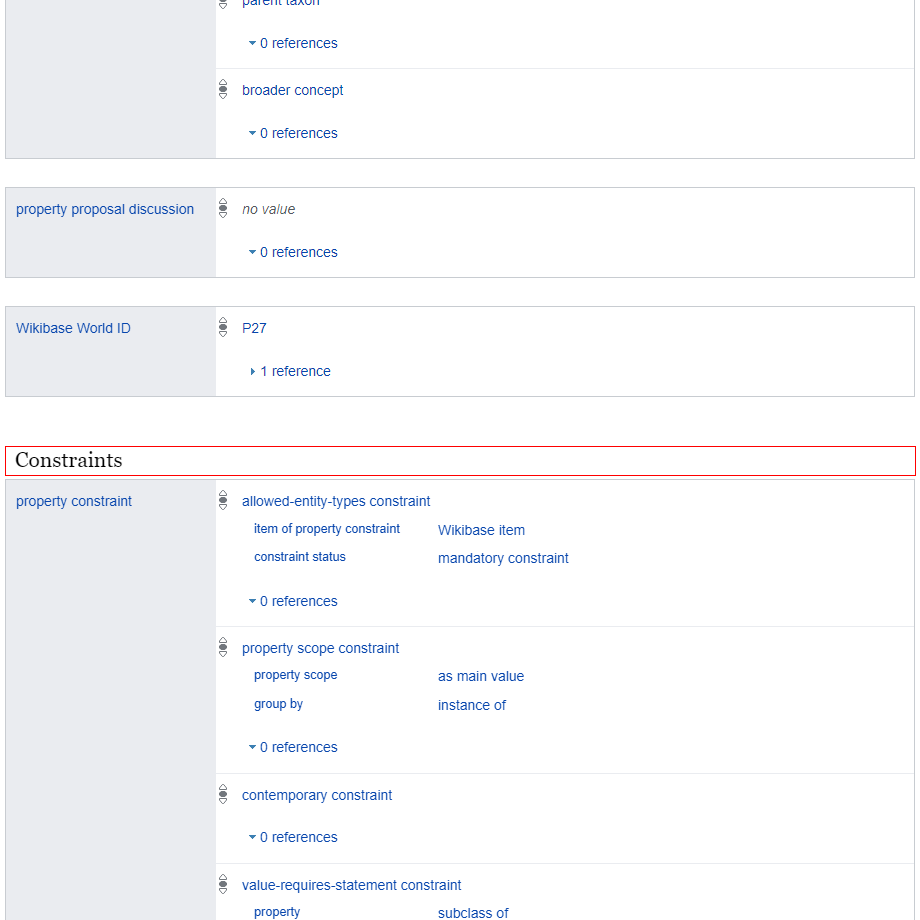 parent taxon
0 references
broader concept
0 references
property proposal discussion
no value
0 references
Wikibase World ID
P27
1 reference
Constraints
property constraint
allowed-entity-types constraint
item of property constraint Wikibase item
constraint status mandatory constraint
0 references
property scope constraint
property scope as main value
group by instance of
0 references
contemporary constraint
0 references
value-requires-statement constraint
property subclass of